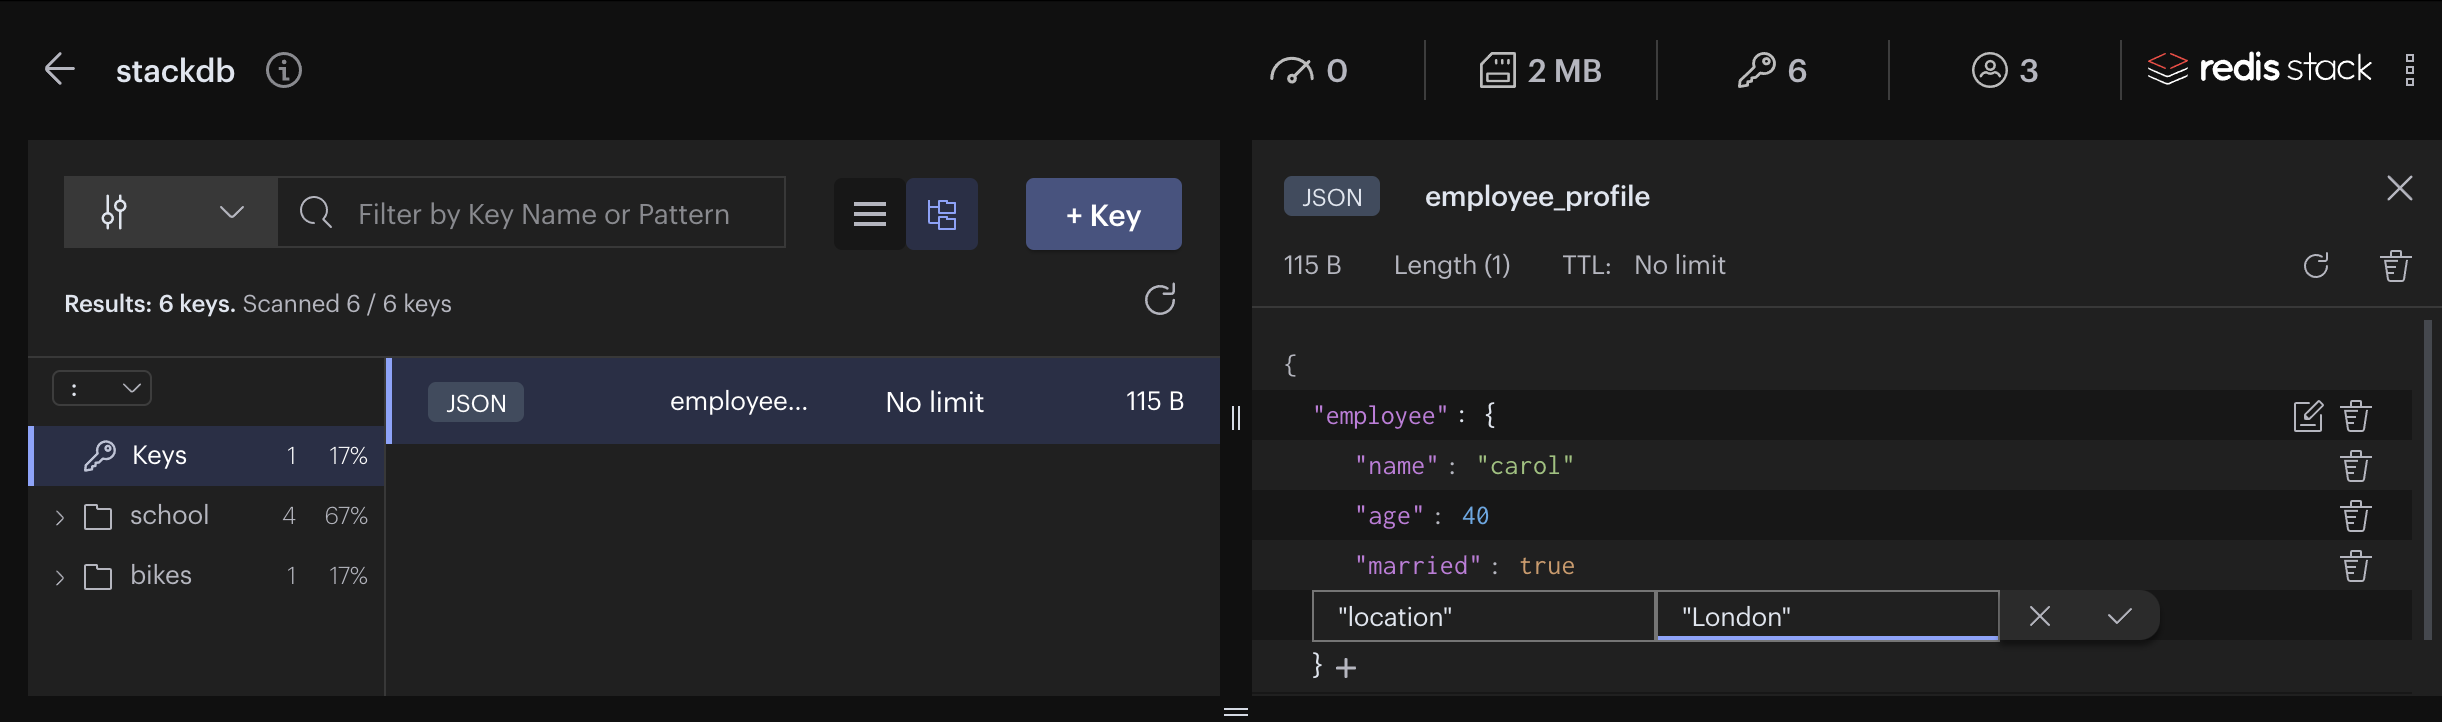 stackdb
0
2 MB
6
3
redis stack
Filter by Key Name or Pattern
+ Key
Results: 6 keys. Scanned 6 / 6 keys
:
Keys 1 17%
school 4 67%
bikes 1 17%
JSON employee... No limit 115 B
JSON employee_profile
115 B Length (1) TTL: No limit
{
"employee" : {
"name" : "carol"
"age" : 40
"married" : true
"location" "London"
} +